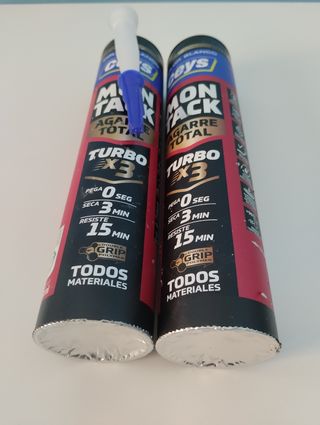 BLANCO
ceys
MON
TACK
AGARRE
TOTAL
TURBO
x3
PEGA 0 SEG
SECA 3 MIN
RESISTE 15 MIN
GRIP
TODOS
MATERIALES
BLANCO
ceys
MON
TACK
AGARRE
TOTAL
TURBO
x3
PEGA 0 SEG
SECA 3 MIN
RESISTE 15 MIN
GRIP
TODOS
MATERIALES